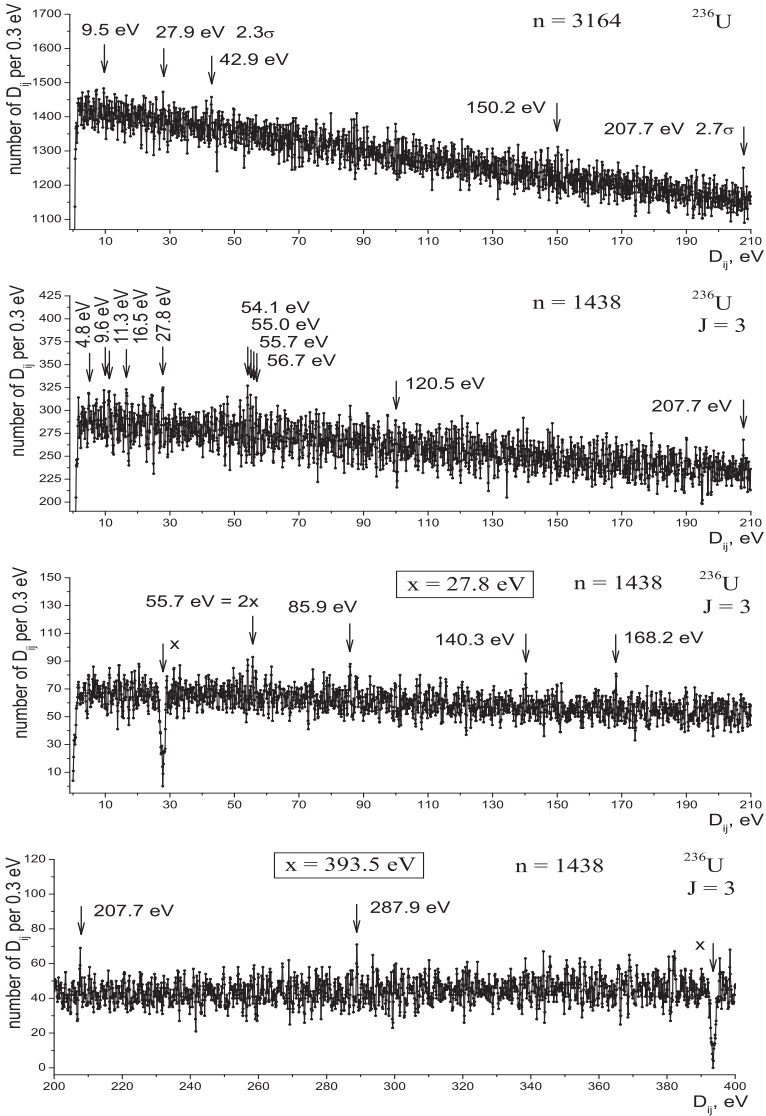 1700
1600
1500
1400
1300
1200
1100
number of D_ij per 0.3 eV
9.5 eV
27.9 eV 2.3σ
42.9 eV
150.2 eV
207.7 eV 2.7σ
n = 3164
²³⁶U
10 30 50 70 90 110 130 150 170 190 210
D_ij, eV
425
400
375
350
325
300
275
250
225
200
number of D_ij per 0.3 eV
4.8 eV
9.6 eV
11.3 eV
16.5 eV
27.8 eV
54.1 eV
55.0 eV
55.7 eV
56.7 eV
120.5 eV
207.7 eV
n = 1438
²³⁶U
J = 3
10 30 50 70 90 110 130 150 170 190 210
D_ij, eV
150
130
110
90
70
50
30
10
number of D_ij per 0.3 eV
x = 27.8 eV
n = 1438
²³⁶U
J = 3
55.7 eV = 2x
x
85.9 eV
140.3 eV
168.2 eV
10 30 50 70 90 110 130 150 170 190 210
D_ij, eV
120
100
80
60
40
20
0
number of D_ij per 0.3 eV
x = 393.5 eV
n = 1438
²³⁶U
J = 3
207.7 eV
287.9 eV
x
200 220 240 260 280 300 320 340 360 380 400
D_ij, eV